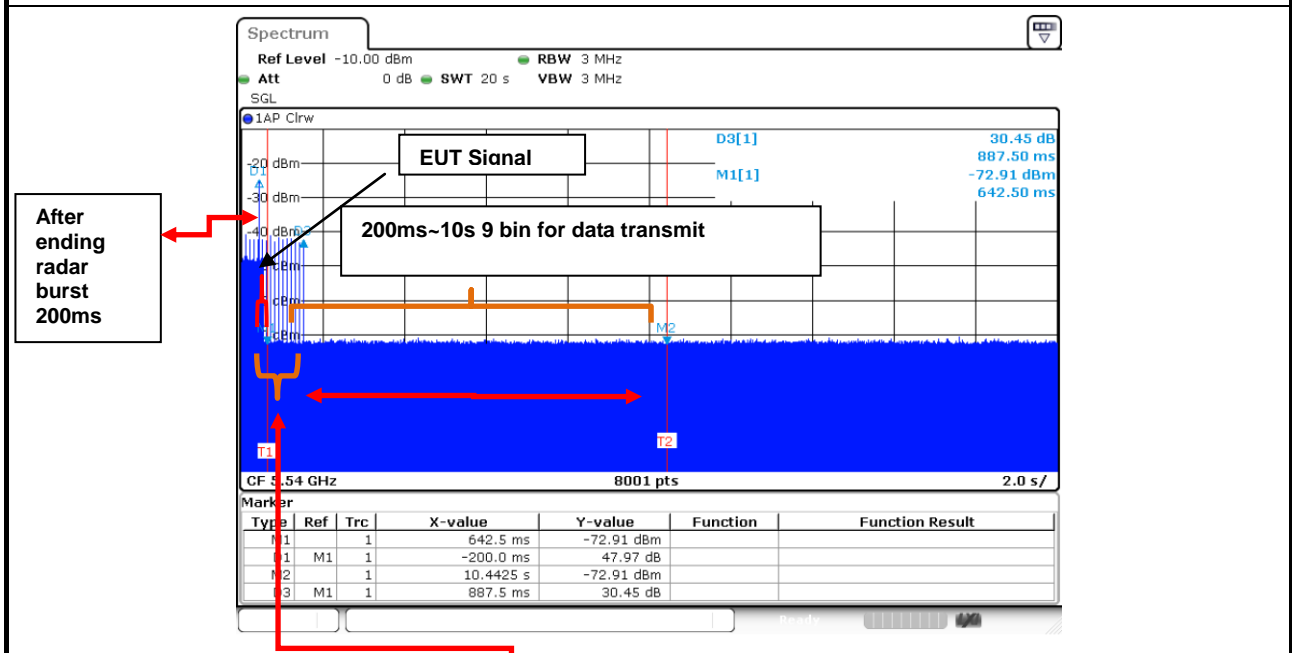 Spectrum
Ref Level -10.00 dBm RBW 3 MHz
Att 0 dB SWT 20 s VBW 3 MHz
SGL
1AP Clrw
D3[1] 30.45 dB
887.50 ms
M1[1] -72.91 dBm
642.50 ms
EUT Signal
-20 dBm
D1
-30 dBm
After
ending
radar
burst
200ms
200ms~10s 9 bin for data transmit
-40 dBm
M2
T1
T2
CF 5.54 GHz 8001 pts 2.0 s/
Marker
Type Ref Trc X-value Y-value Function Function Result
M1 1 642.5 ms -72.91 dBm
D1 M1 1 -200.0 ms 47.97 dB
M2 1 10.4425 s -72.91 dBm
D3 M1 1 887.5 ms 30.45 dB
Ready